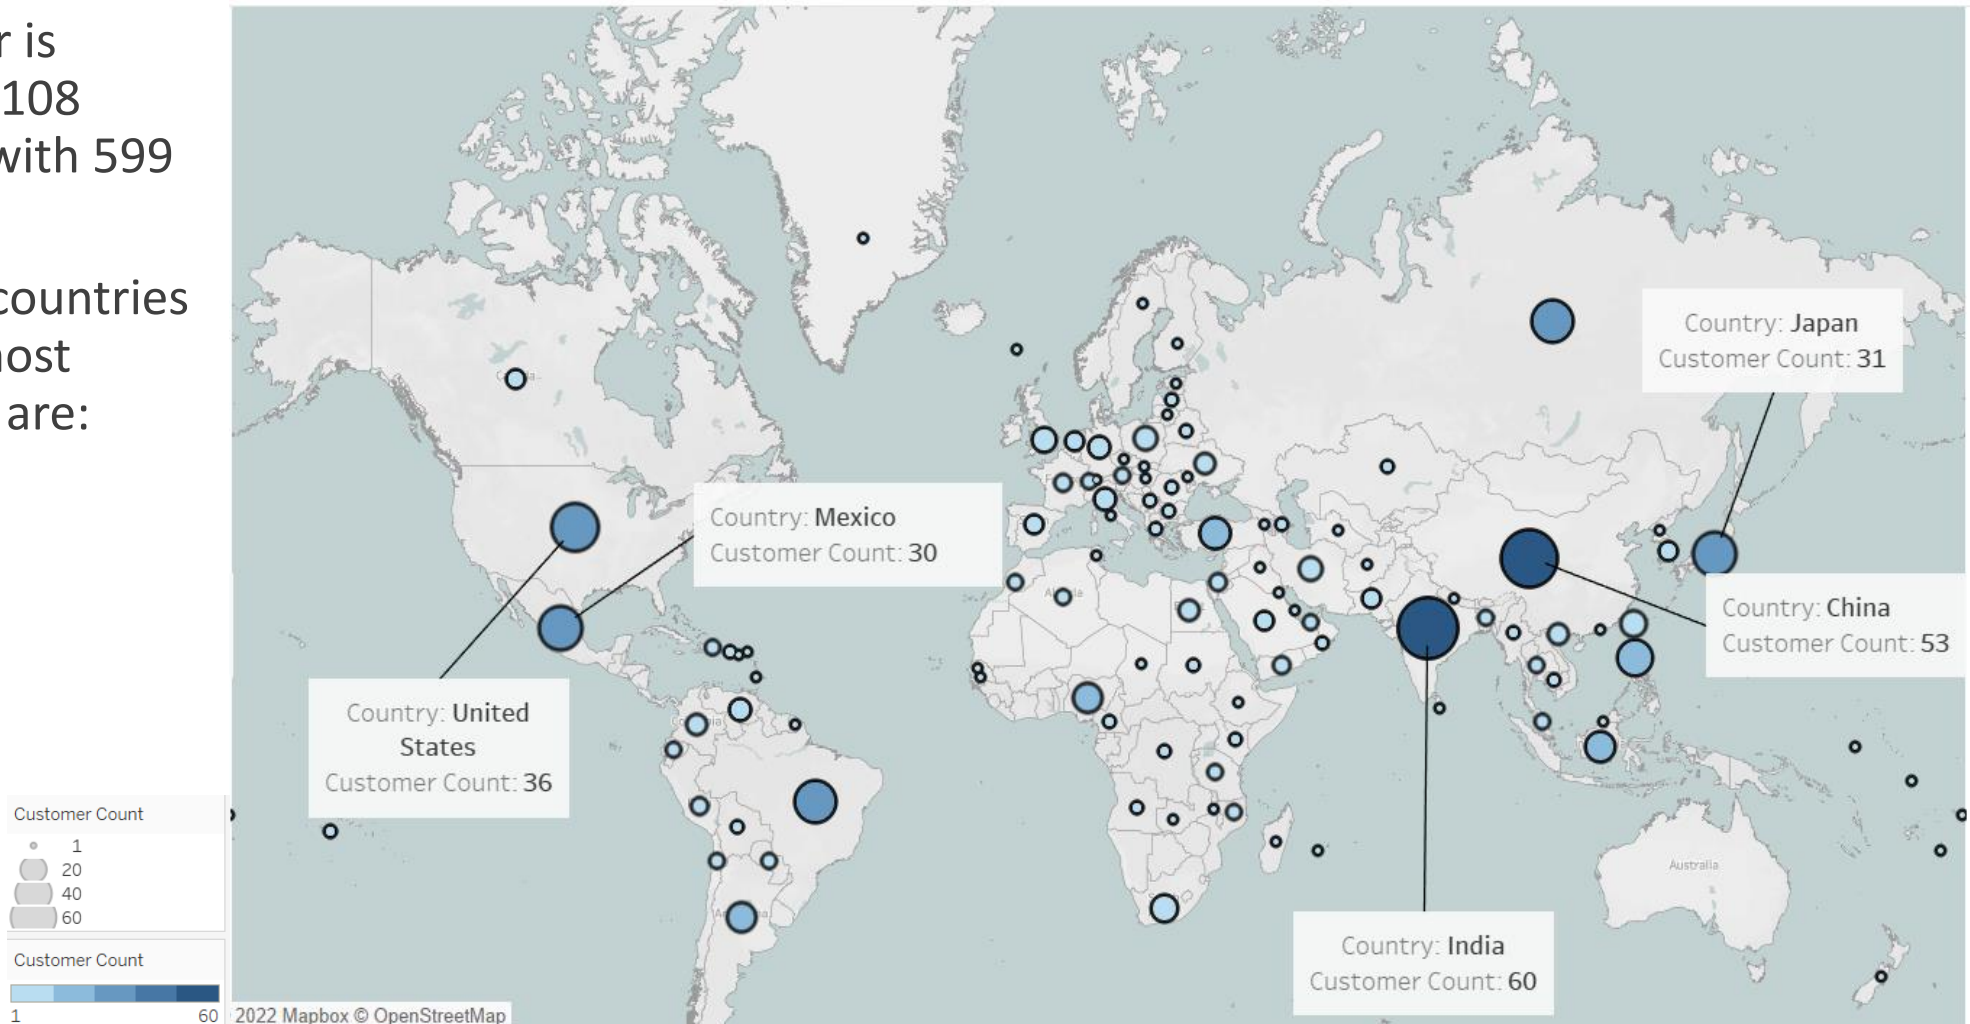 r is
108
with 599
countries
nost
are:
Country: Japan
Customer Count: 31
Country: Mexico
Customer Count: 30
Country: China
Customer Count: 53
Country: United
States
Customer Count: 36
Country: India
Customer Count: 60
Australia
Customer Count
1
20
40
60
Customer Count
1 60
2022 Mapbox © OpenStreetMap